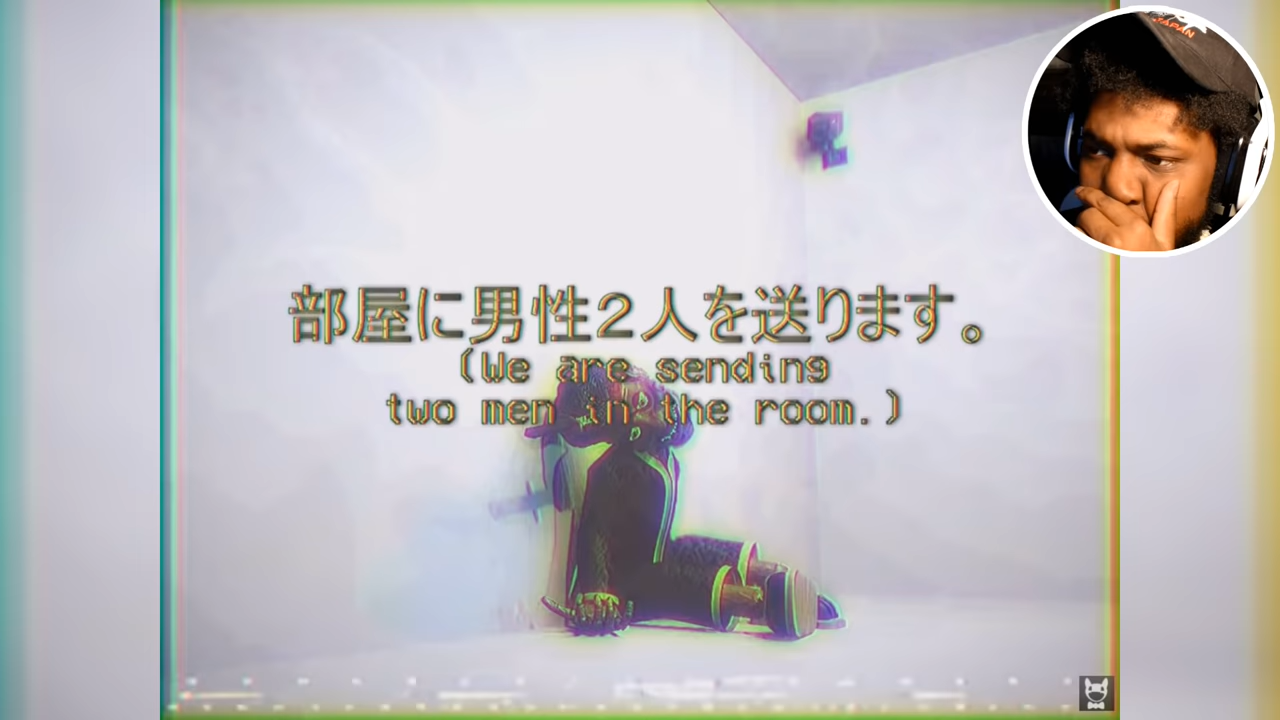 JAPAN
部屋に男性２人を送ります。
(We are sending
two men in the room.)